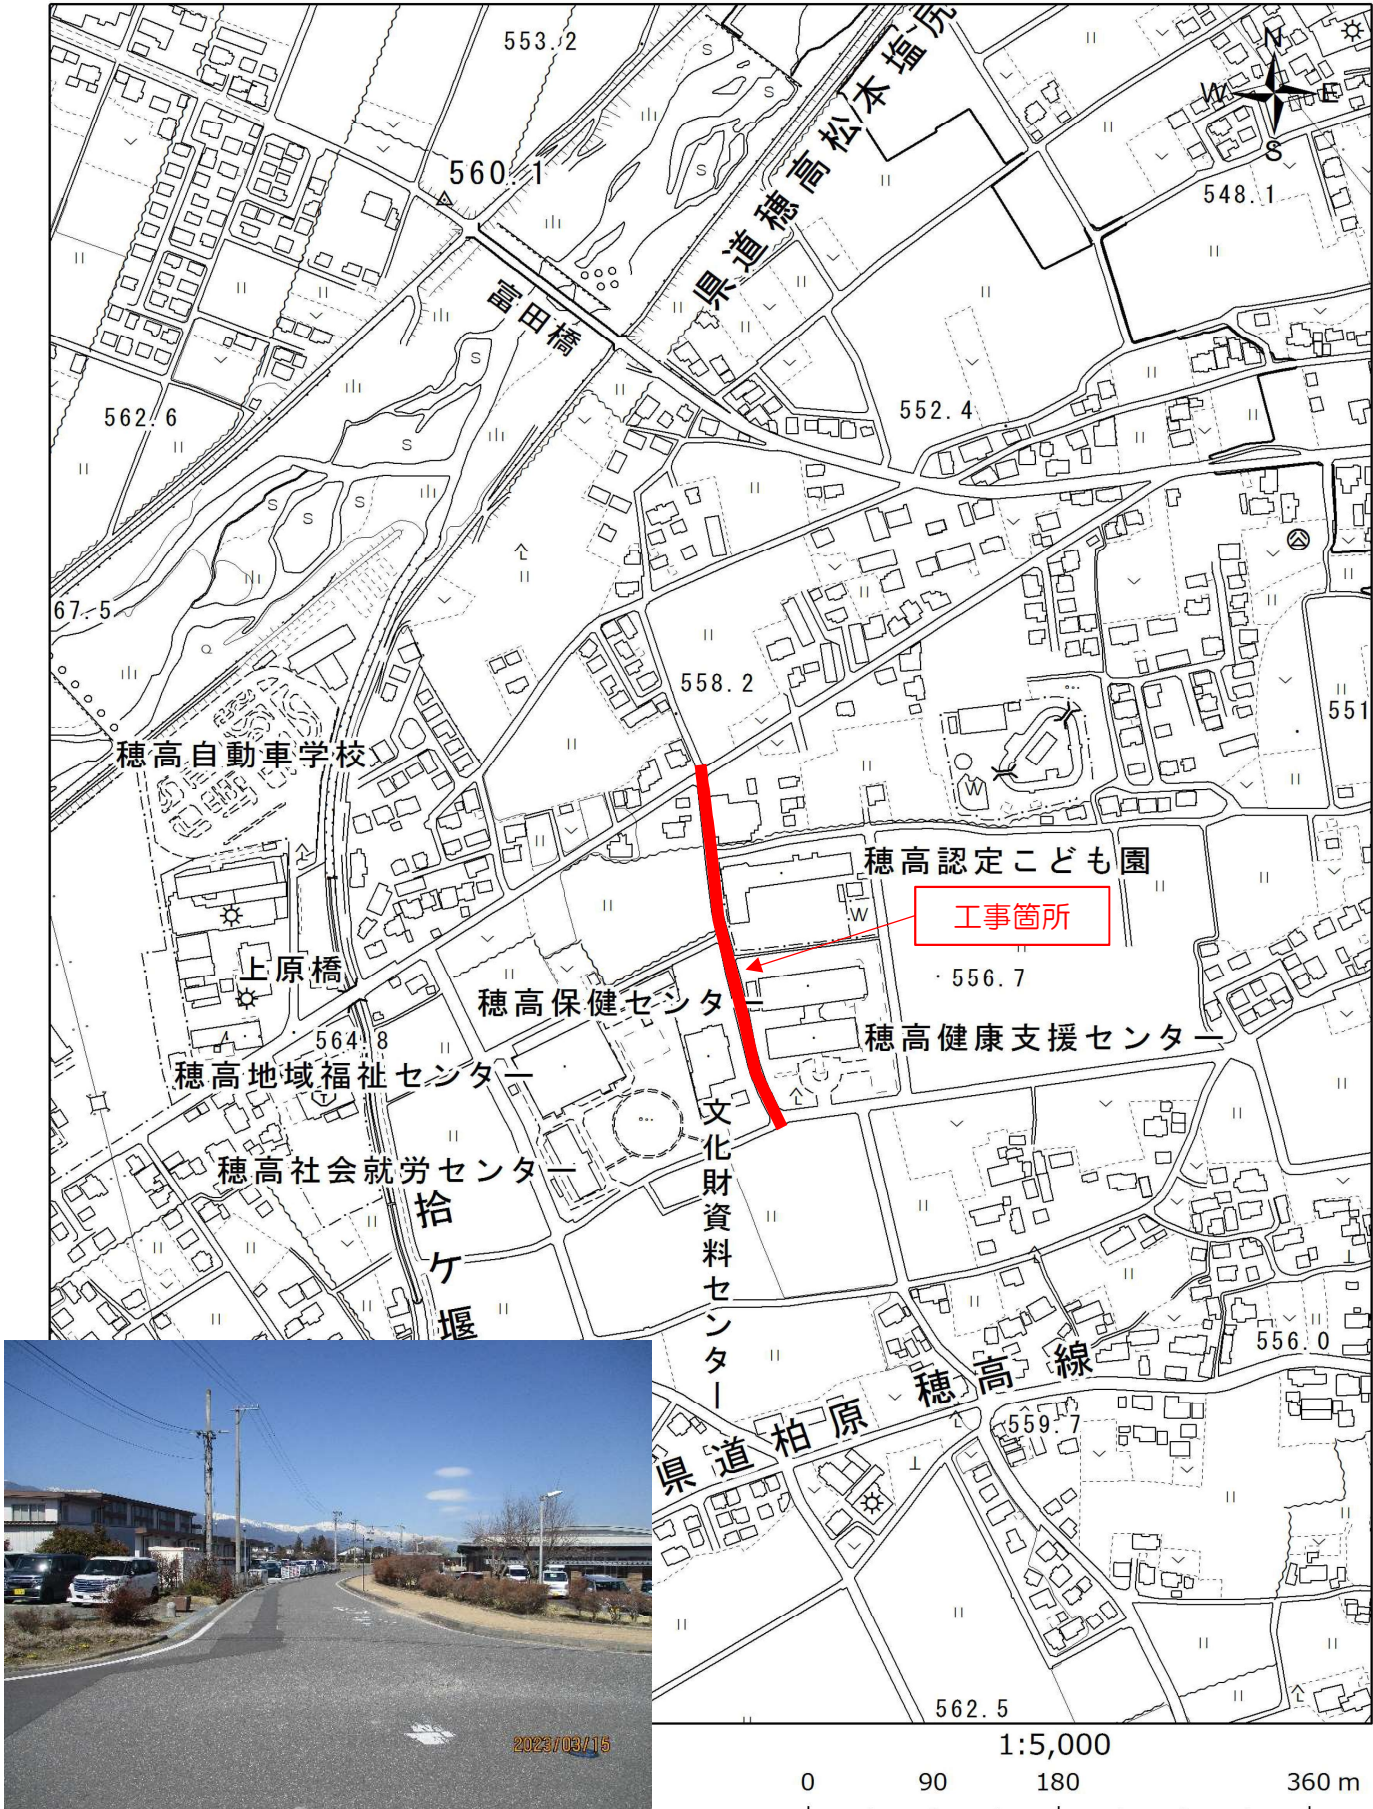 553.2
県道穂高松本塩尻
N
W
E
S
560.1
548.1
富田橋
562.6
552.4
67.5
558.2
551
穂高自動車学校
W
穂高認定こども園
工事箇所
W
上原橋
556.7
穂高保健センター
564.8
穂高健康支援センター
穂高地域福祉センター
文化財資料センター
穂高社会就労センター
拾ケ堰
556.0
県道柏原穂高線
559.7
562.5
2023/03/15
1:5,000
0 90 180 360 m